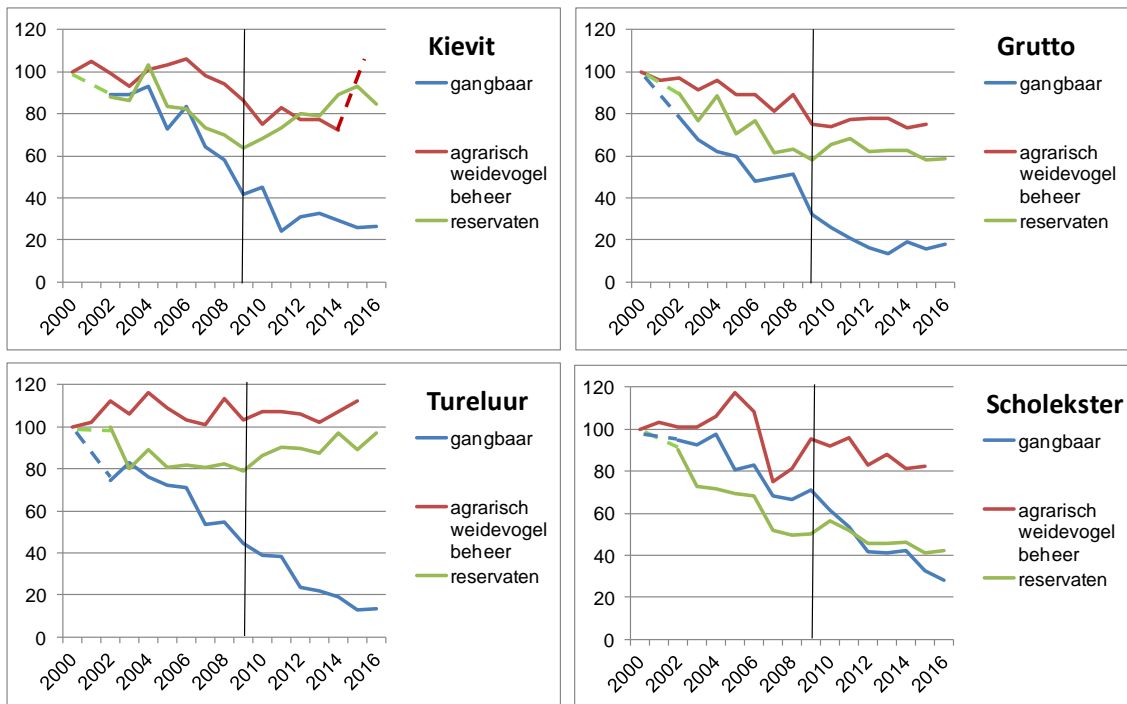 Kievit
120
100
80
60
40
20
0
2000
2002
2004
2006
2008
2010
2012
2014
2016
gangbaar
agrarisch
weidevogel
beheer
reservaten
Grutto
120
100
80
60
40
20
0
2000
2002
2004
2006
2008
2010
2012
2014
2016
gangbaar
agrarisch
weidevogel
beheer
reservaten
Tureluur
120
100
80
60
40
20
0
2000
2002
2004
2006
2008
2010
2012
2014
2016
gangbaar
agrarisch
weidevogel
beheer
reservaten
Scholekster
120
100
80
60
40
20
0
2000
2002
2004
2006
2008
2010
2012
2014
2016
gangbaar
agrarisch
weidevogel
beheer
reservaten